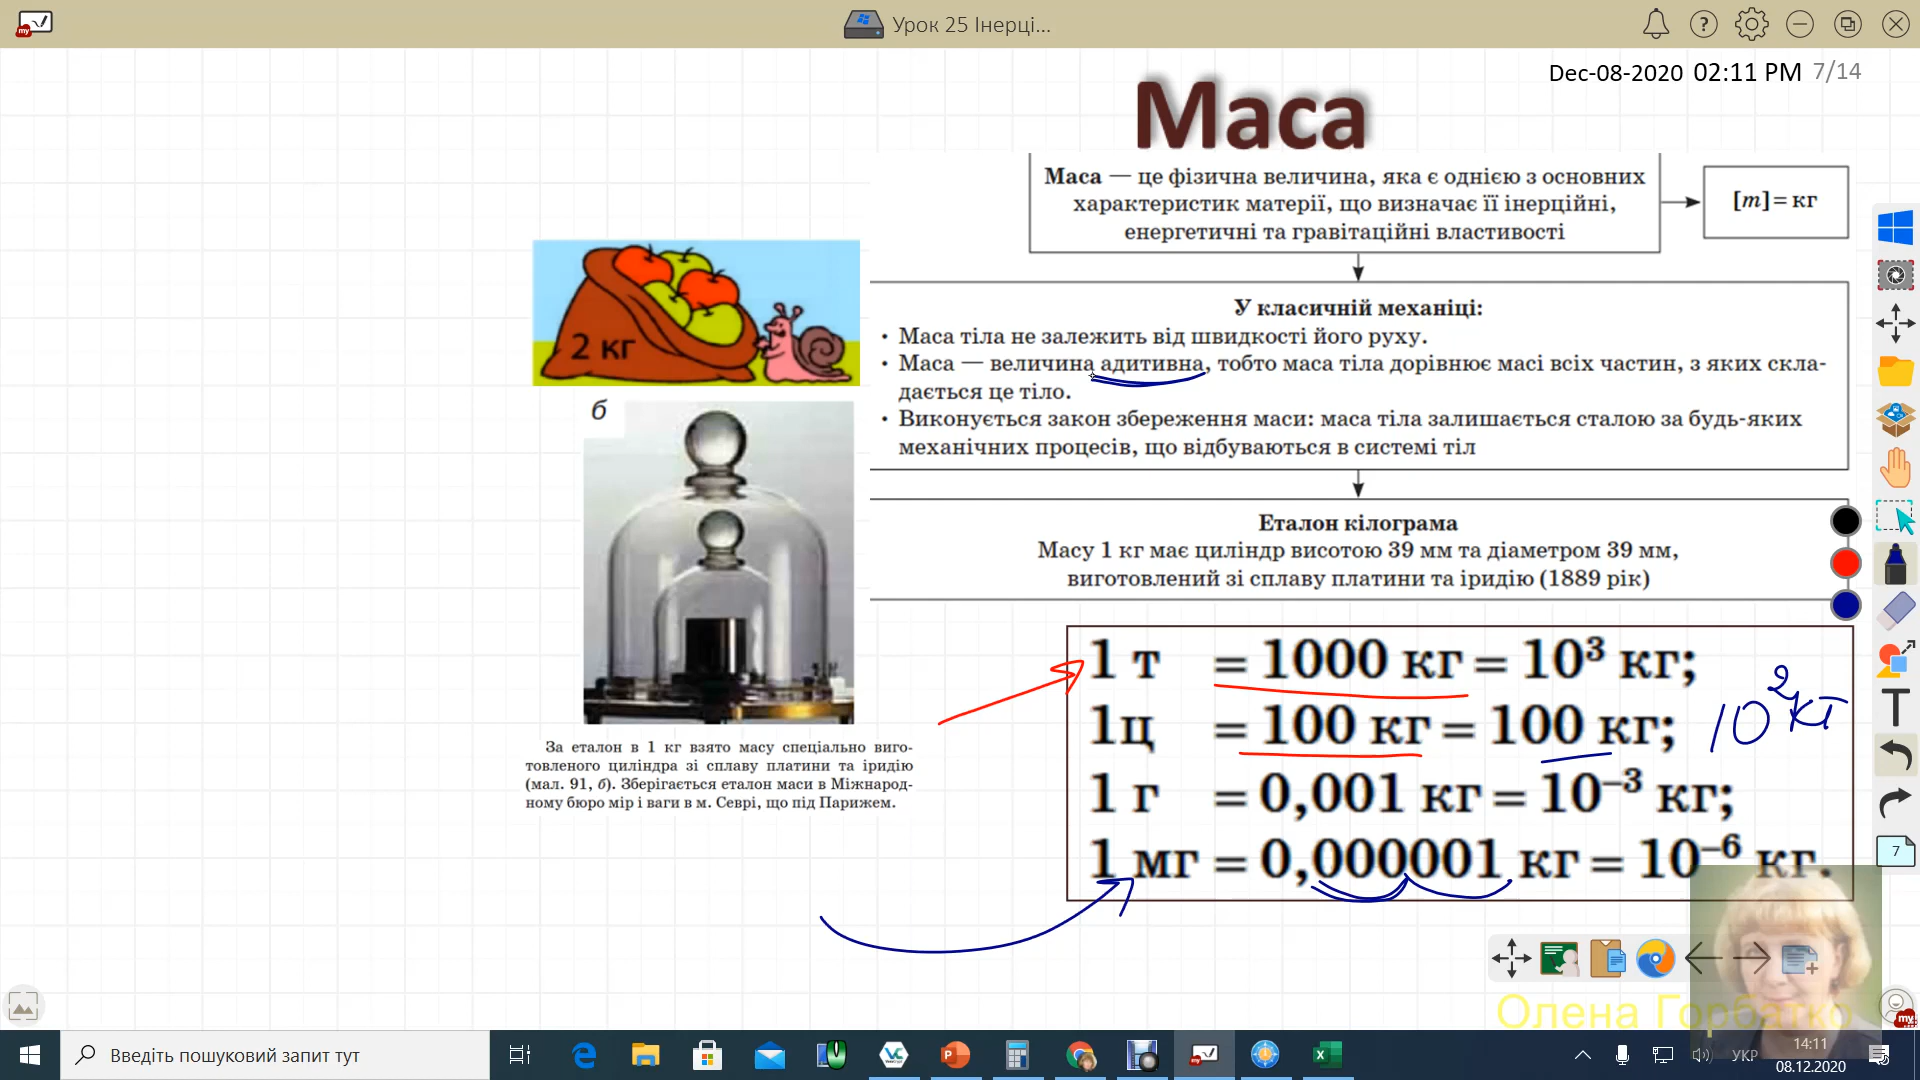 Урок 25 Інерці...
Dec-08-2020 02:11 PM 7/14
Маса
Маса — це фізична величина, яка є однією з основних
характеристик матерії, що визначає її інерційні,
енергетичні та гравітаційні властивості
[m] = кг
У класичній механіці:
• Маса тіла не залежить від швидкості його руху.
• Маса — величина адитивна, тобто маса тіла дорівнює масі всіх частин, з яких скла-
дається це тіло.
• Виконується закон збереження маси: маса тіла залишається сталою за будь-яких
механічних процесів, що відбуваються в системі тіл
2 кг
б
Еталон кілограма
Масу 1 кг має циліндр висотою 39 мм та діаметром 39 мм,
виготовлений зі сплаву платини та іридію (1889 рік)
За еталон в 1 кг взято масу спеціально виго-
товленого циліндра зі сплаву платини та іридію
(мал. 91, б). Зберігається еталон маси в Міжнарод-
ному бюро мір і ваги в м. Севрі, що під Парижем.
1 т = 1000 кг = 10³ кг;
1ц = 100 кг = 100 кг; 10² кг
1 г = 0,001 кг = 10⁻³ кг;
1 мг = 0,000001 кг = 10⁻⁶ кг.
7
Олена Горбатко
Введіть пошуковий запит тут
УКР
14:11
08.12.2020